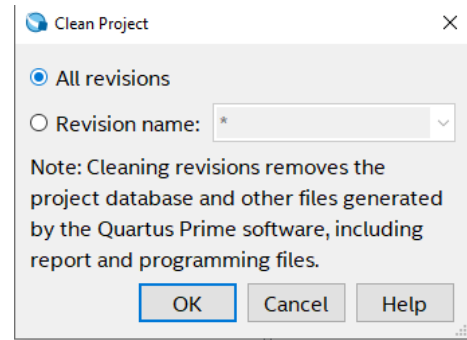 Clean Project
All revisions
Revision name: *
Note: Cleaning revisions removes the
project database and other files generated
by the Quartus Prime software, including
report and programming files.
OK Cancel Help